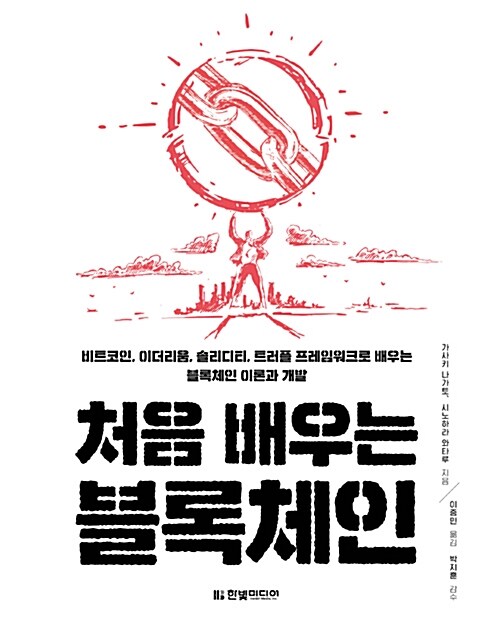 비트코인, 이더리움, 솔리디티, 트러플 프레임워크로 배우는
블록체인 이론과 개발
처음 배우는
블록체인
가사키 나가토, 시노하라 와타루 지음
이중민 옮김 박지훈 감수
한빛미디어